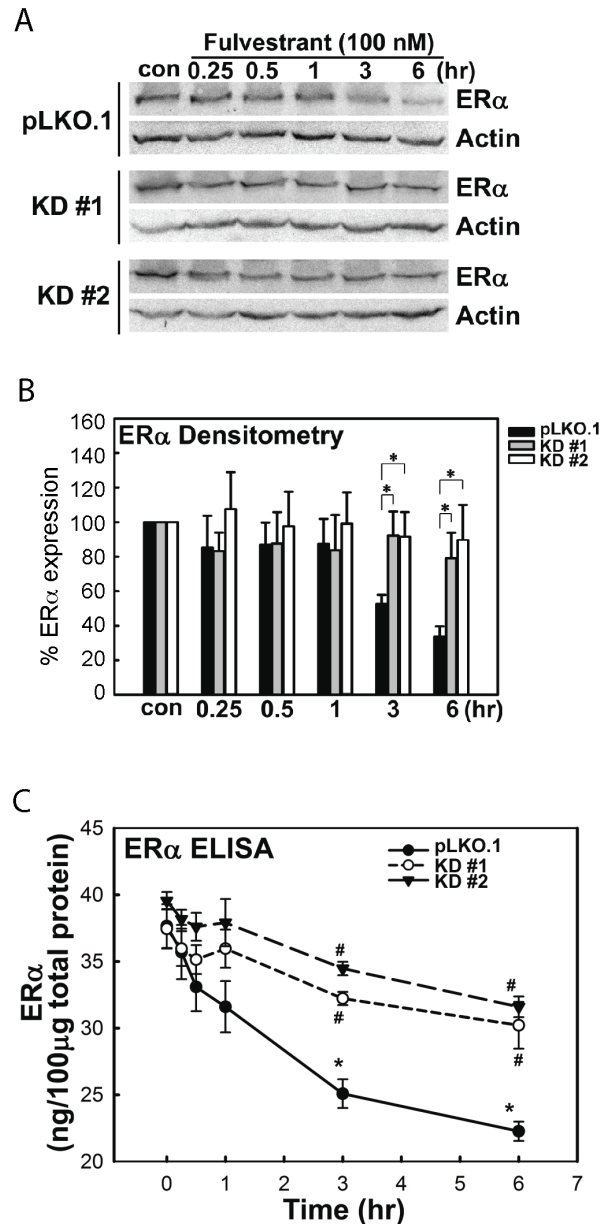 A
Fulvestrant (100 nM)
con 0.25 0.5 1 3 6 (hr)
pLKO.1
ERα
Actin
KD #1
ERα
Actin
KD #2
ERα
Actin
B
ERα Densitometry
pLKO.1
KD #1
KD #2
% ERα expression
160
140
120
100
80
60
40
20
0
* *
* *
con 0.25 0.5 1 3 6 (hr)
C
ERα ELISA
pLKO.1
KD #1
KD #2
ERα
(ng/100µg total protein)
45
40
35
30
25
20
# #
# #
* *
0 1 2 3 4 5 6 7
Time (hr)